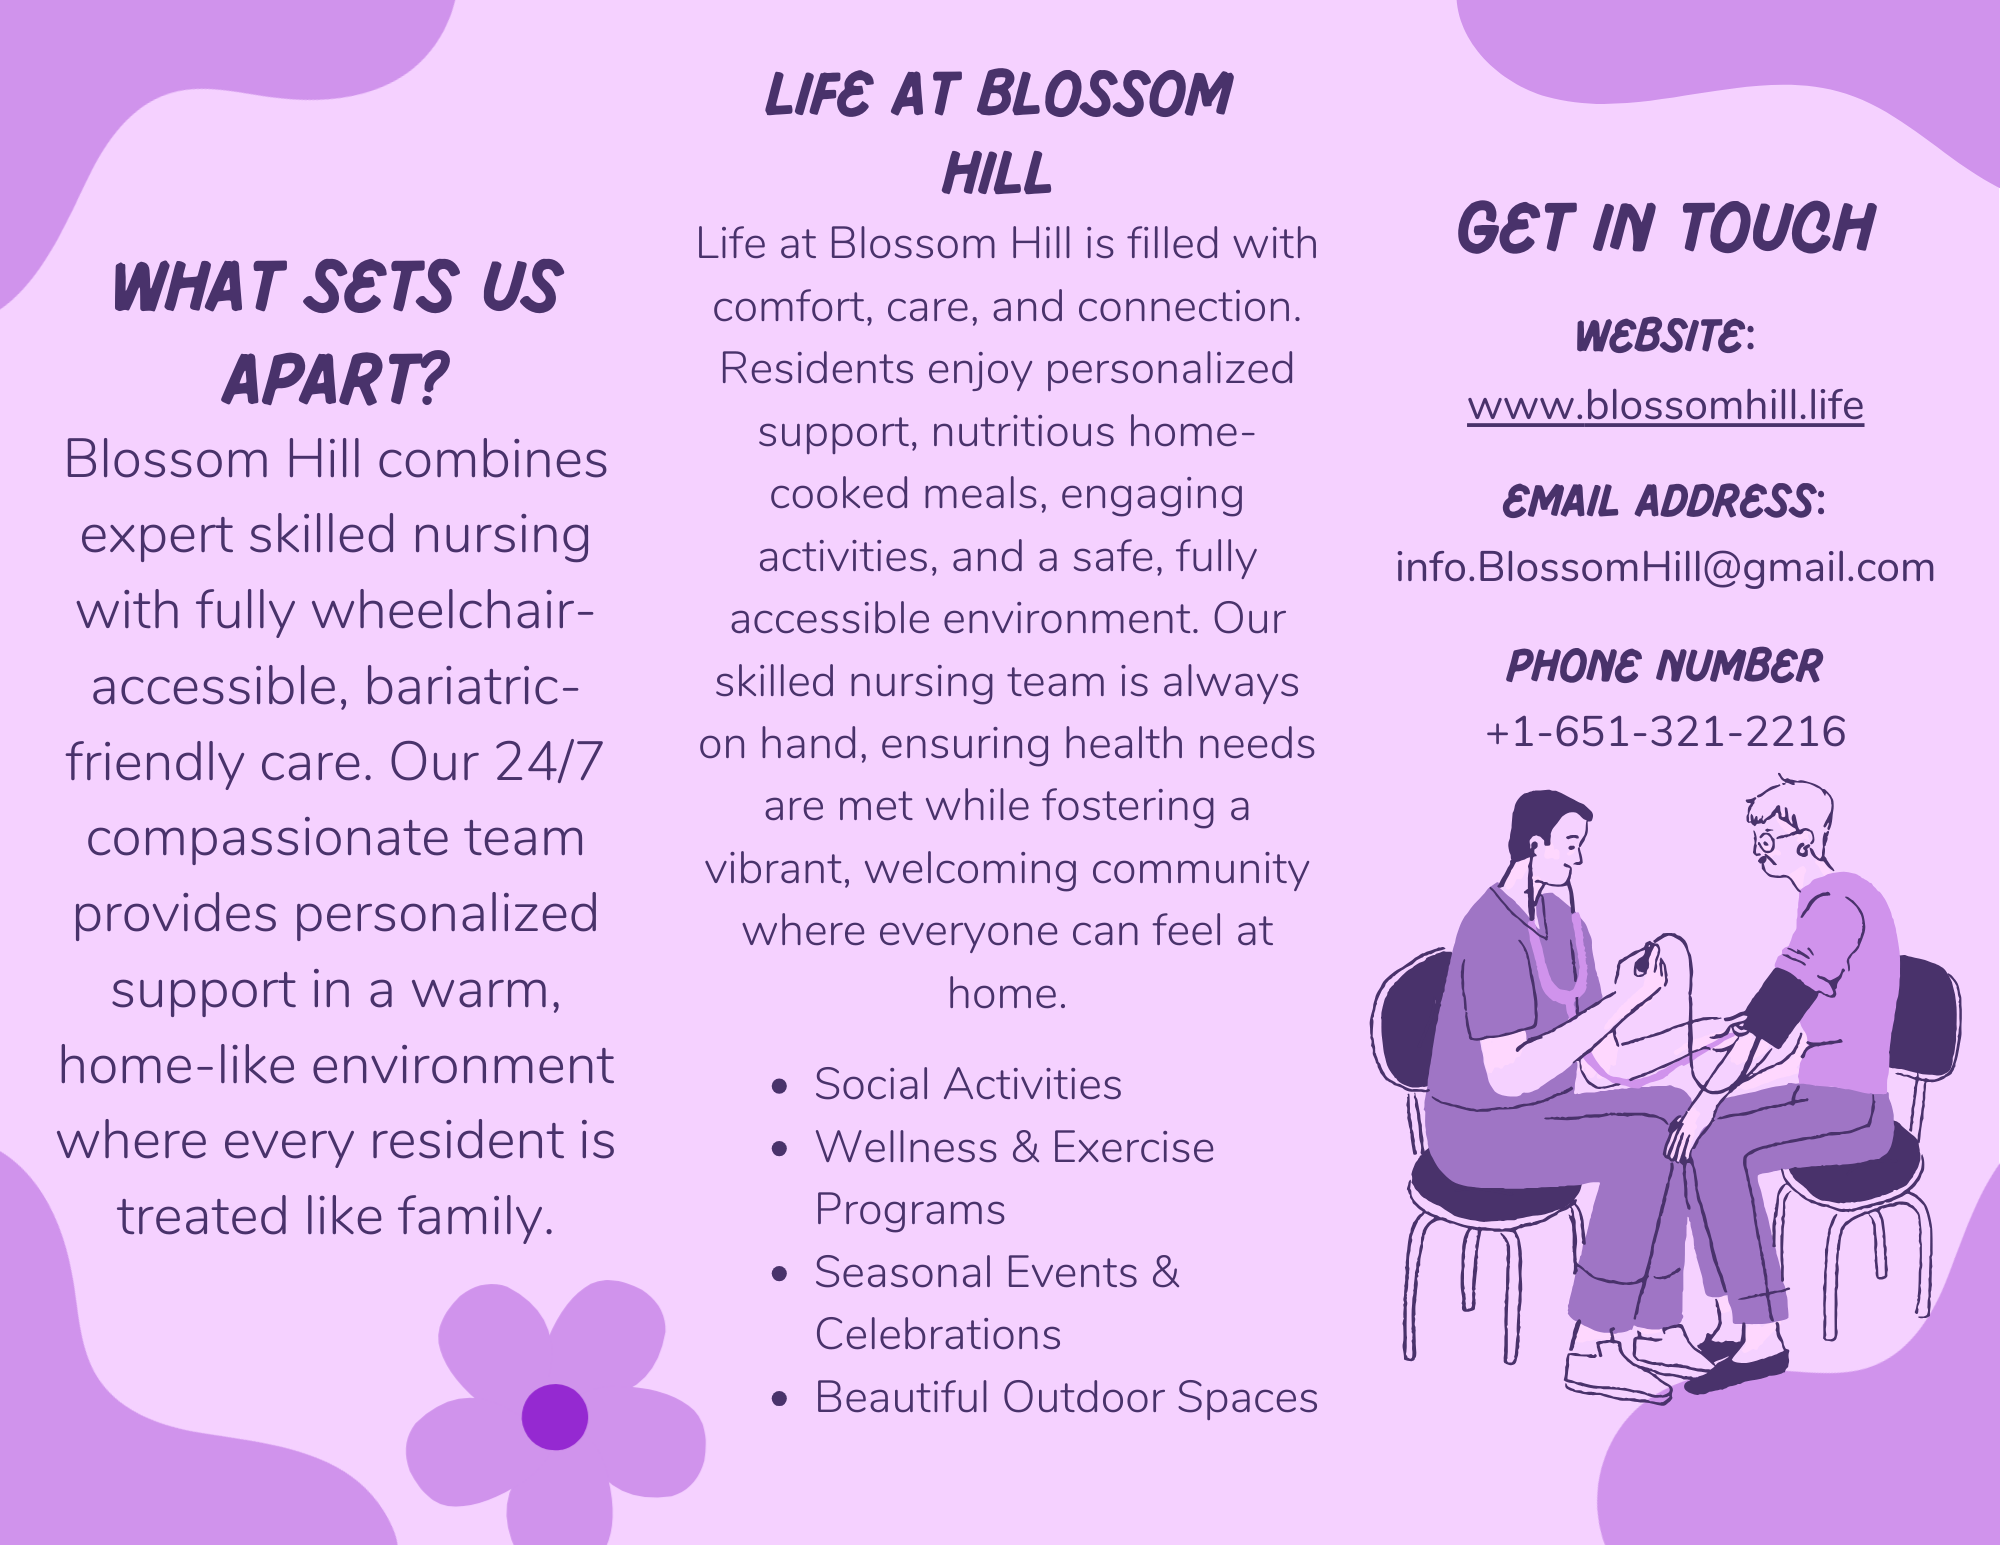 WHAT SETS US
APART?
Blossom Hill combines
expert skilled nursing
with fully wheelchair-
accessible, bariatric-
friendly care. Our 24/7
compassionate team
provides personalized
support in a warm,
home-like environment
where every resident is
treated like family.
LIFE AT BLOSSOM
HILL
Life at Blossom Hill is filled with
comfort, care, and connection.
Residents enjoy personalized
support, nutritious home-
cooked meals, engaging
activities, and a safe, fully
accessible environment. Our
skilled nursing team is always
on hand, ensuring health needs
are met while fostering a
vibrant, welcoming community
where everyone can feel at
home.
• Social Activities
• Wellness & Exercise
Programs
• Seasonal Events &
Celebrations
• Beautiful Outdoor Spaces
GET IN TOUCH
WEBSITE:
www.blossomhill.life
EMAIL ADDRESS:
info.BlossomHill@gmail.com
PHONE NUMBER
+1-651-321-2216